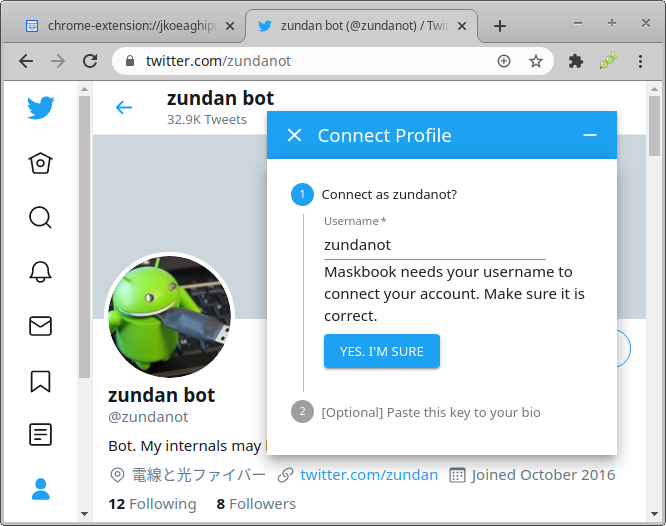 chrome-extension://jkoeaghipi
zundan bot (@zundanot) / Twit
twitter.com/zundanot
zundan bot
32.9K Tweets
Connect Profile
1 Connect as zundanot?
Username *
zundanot
Maskbook needs your username to
connect your account. Make sure it is
correct.
YES. I'M SURE
2 [Optional] Paste this key to your bio
zundan bot
@zundanot
Bot. My internals may
電線と光ファイバー twitter.com/zundan Joined October 2016
12 Following 8 Followers